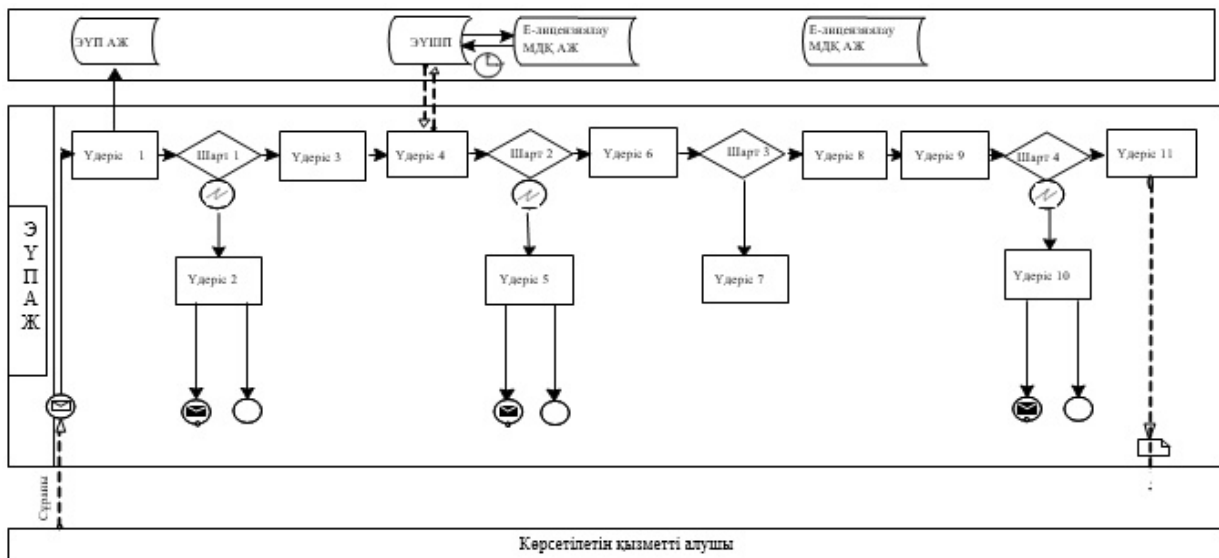 ЭҮП АЖ
ЭҮШП
Е-лицензиялау
МДҚ АЖ
Е-лицензиялау
МДҚ АЖ
Үдеріс 1
Шарт 1
Үдеріс 3
Үдеріс 4
Шарт 2
Үдеріс 6
Шарт 3
Үдеріс 8
Үдеріс 9
Шарт 4
Үдеріс 11
Э
Ү
П
А
Ж
Үдеріс 2
Үдеріс 5
Үдеріс 7
Үдеріс 10
Сұраны
Көрсетілетін қызметті алушы